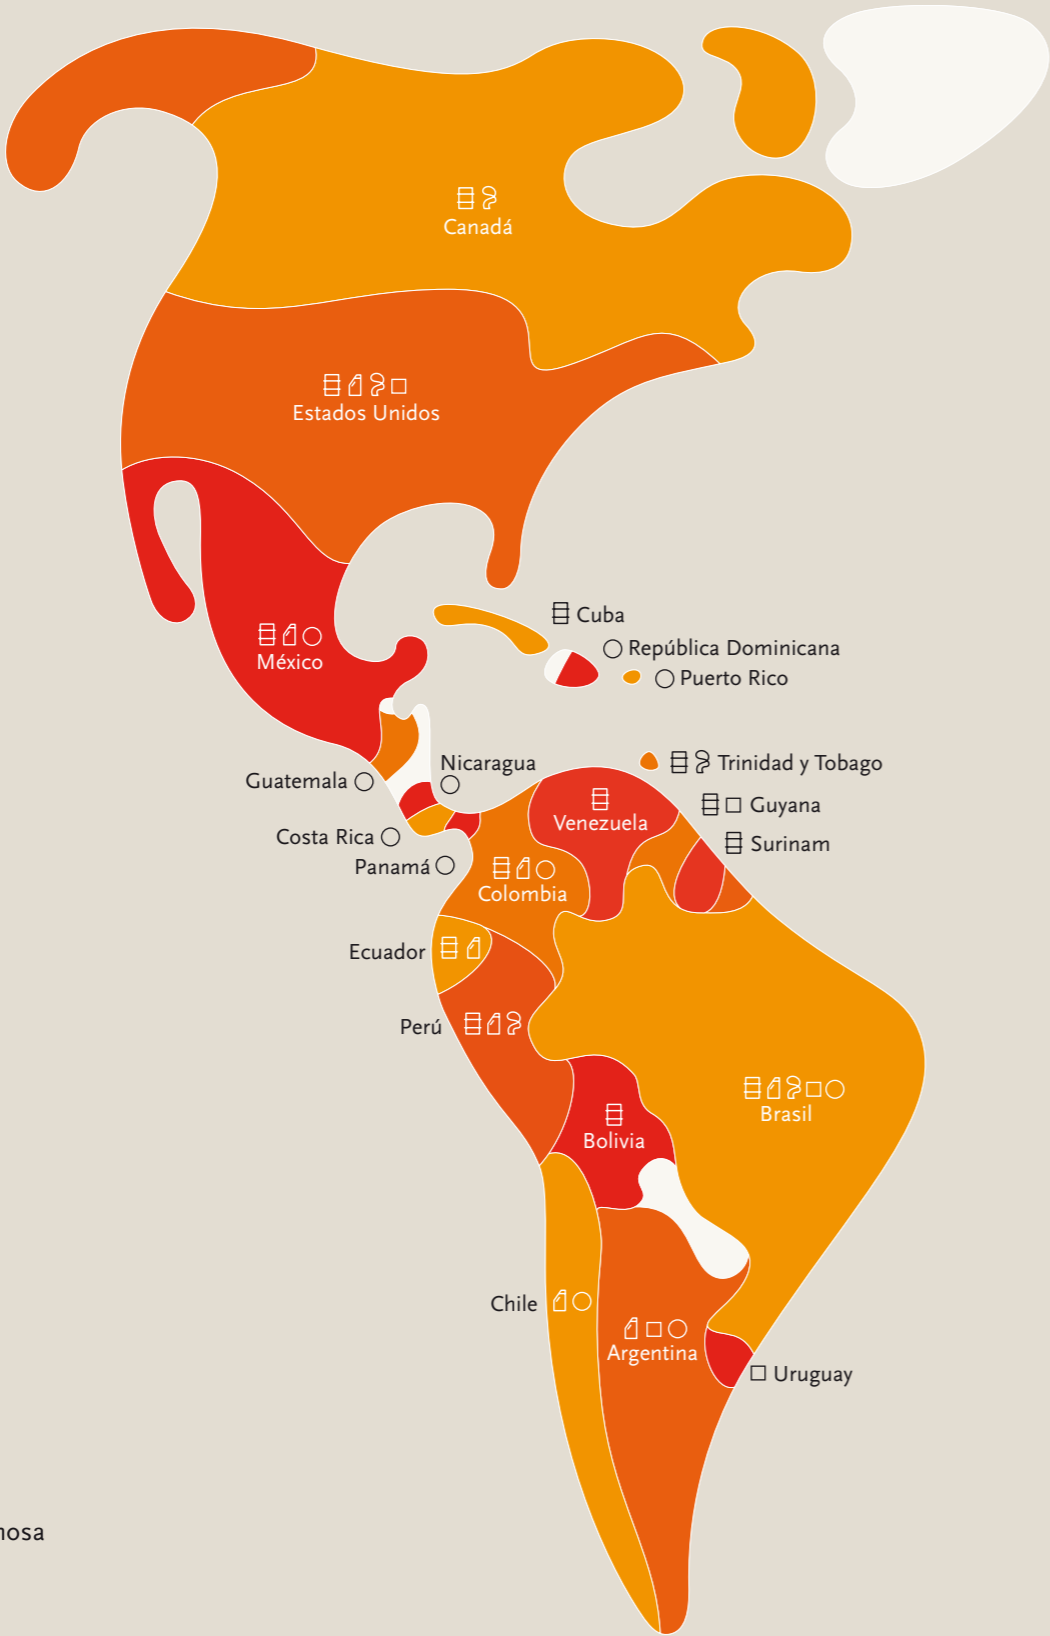 Canadá
Estados Unidos
México
Cuba
República Dominicana
Puerto Rico
Nicaragua
Trinidad y Tobago
Guatemala
Guyana
Venezuela
Costa Rica
Surinam
Panamá
Colombia
Ecuador
Perú
Brasil
Bolivia
Chile
Argentina
Uruguay